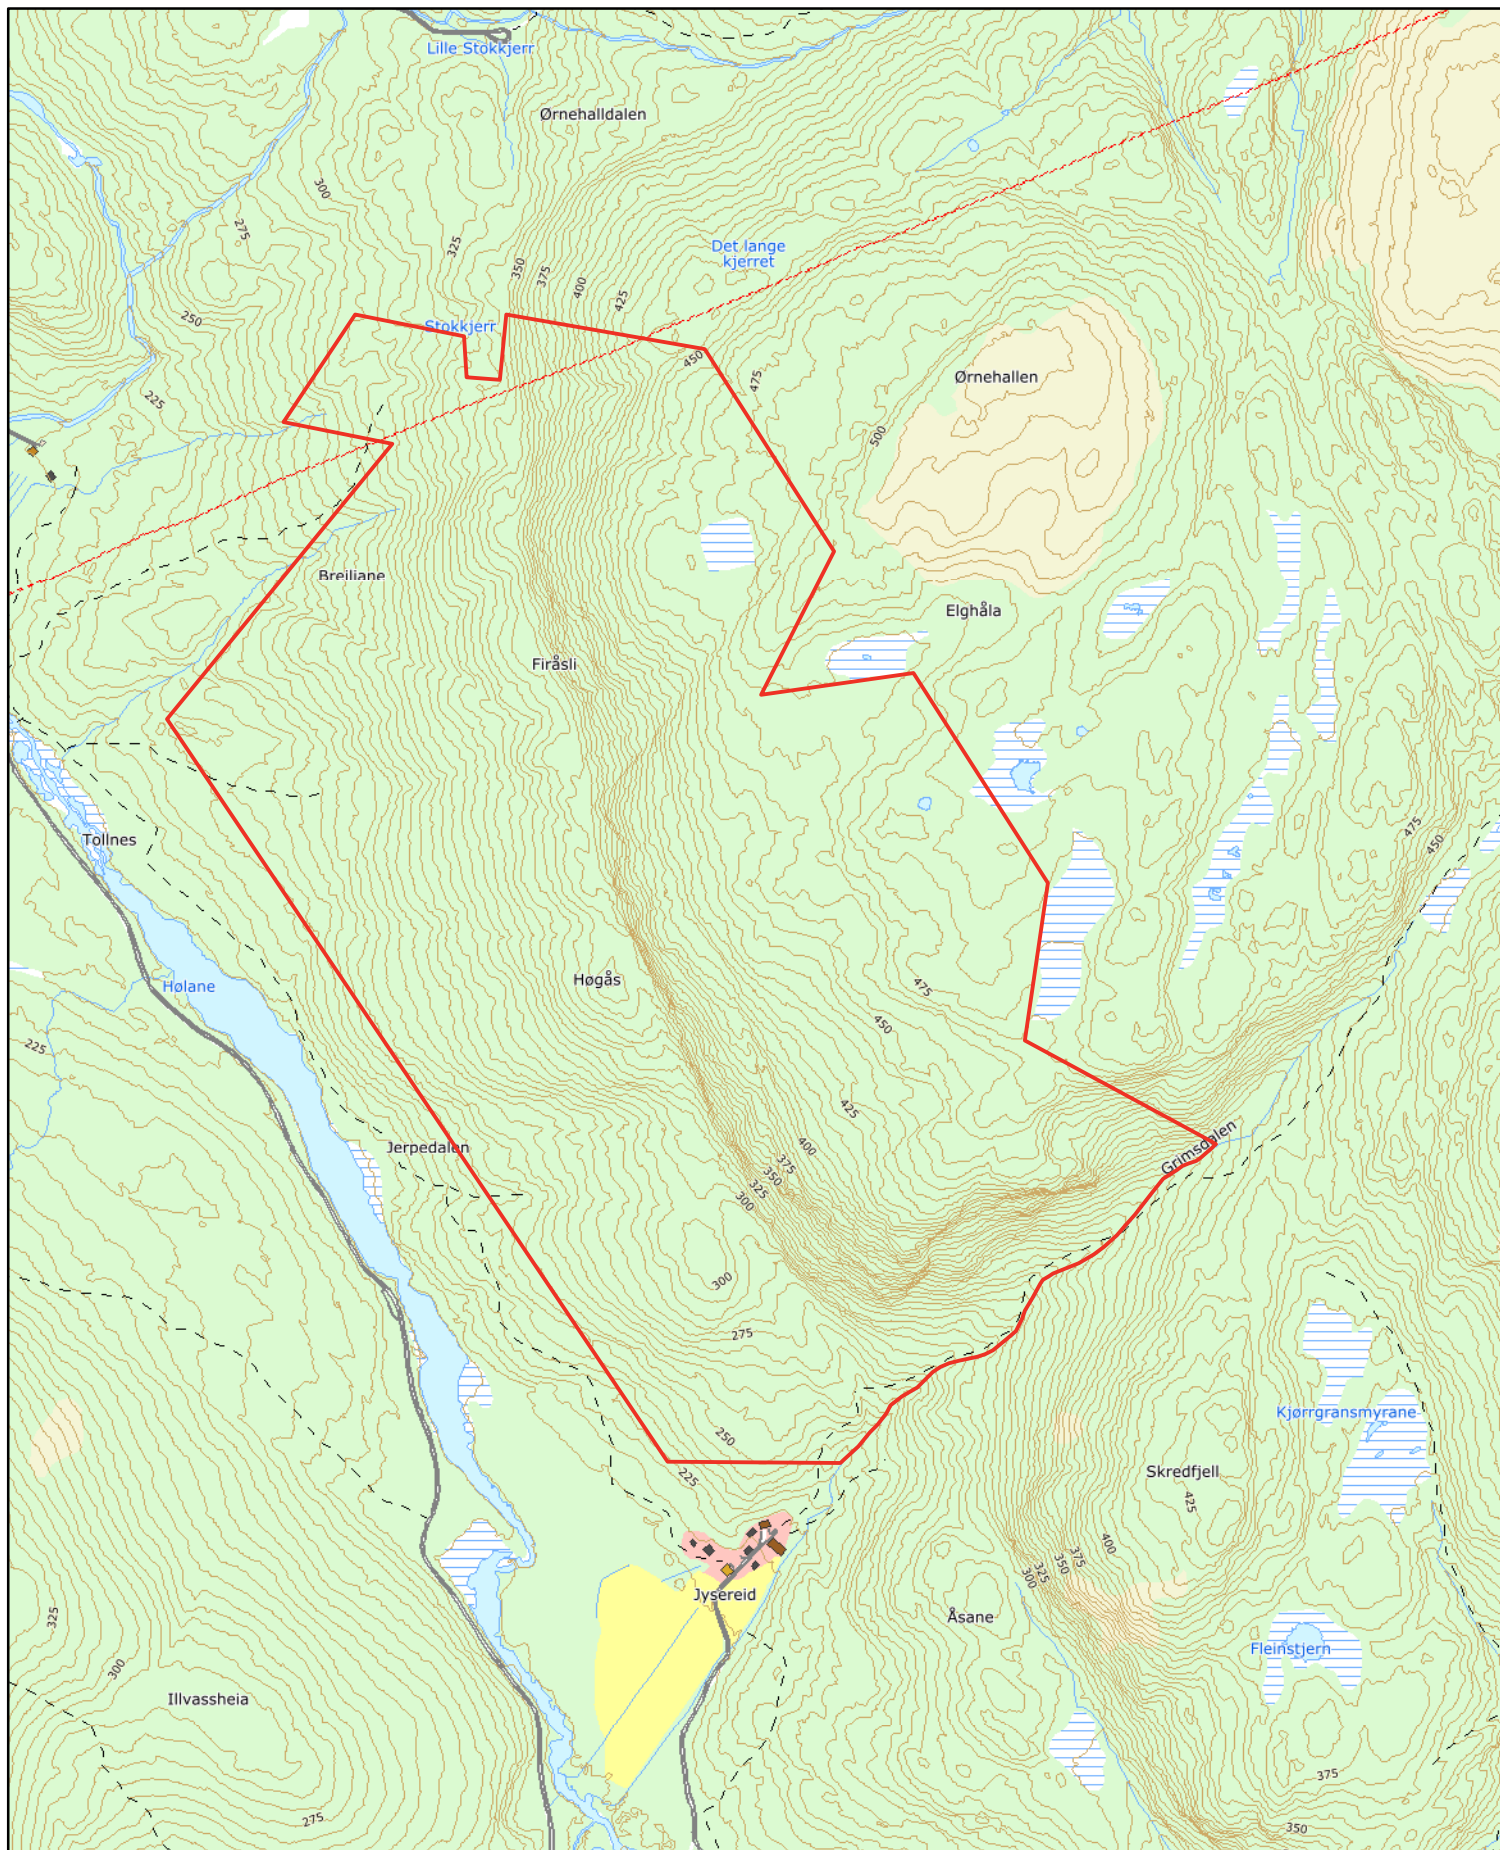 Lille Stokkjerr
Ørnehalldalen
300
275
325
Det lange
kjerret
350
375
400
425
250
Stokkjerr
450
475
Ørnehallen
225
500
Breiliane
Elghåla
Firåsli
Tollnes
475
450
Høgås
Hølane
475
450
225
425
Jerpedalen
400
Grimsdalen
375
350
325
300
300
275
Kjørrgransmyrane
250
225
Skredfjell
425
400
375
350
325
300
Jysereid
Åsane
325
Fleinstjern
300
Illvassheia
375
275
350